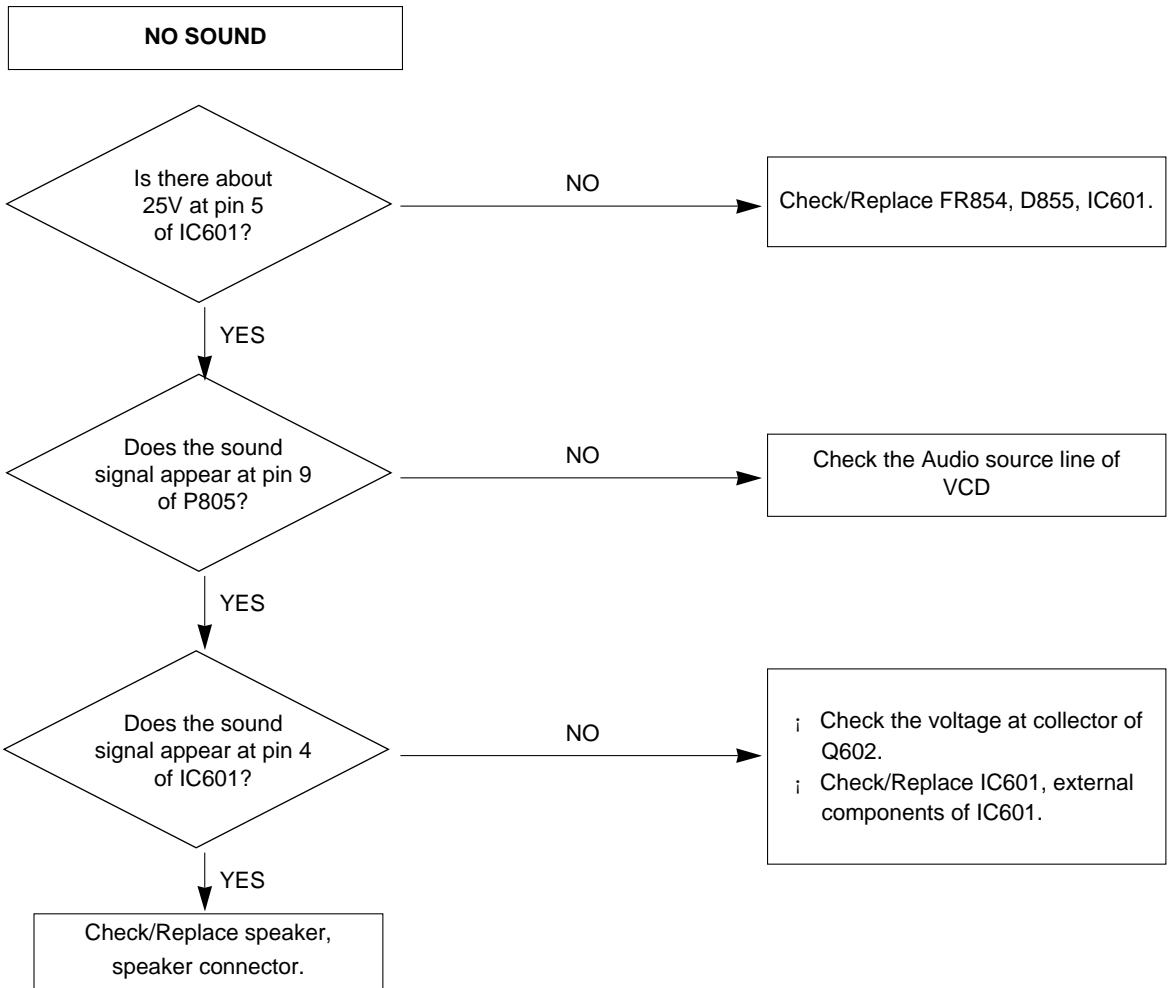 NO SOUND
Is there about
25V at pin 5
of IC601?
NO
Check/Replace FR854, D855, IC601.
YES
Does the sound
signal appear at pin 9
of P805?
NO
Check the Audio source line of
VCD
YES
Does the sound
signal appear at pin 4
of IC601?
NO
¡ Check the voltage at collector of
Q602.
¡ Check/Replace IC601, external
components of IC601.
YES
Check/Replace speaker,
speaker connector.